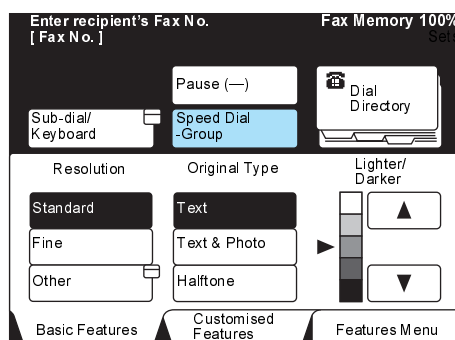 Enter recipient's Fax No.
Fax Memory 100%
[ Fax No. ]
Sets
Pause (—)
Dial
Directory
Sub-dial/
Keyboard
Speed Dial
-Group
Resolution
Original Type
Lighter/
Darker
Standard
Text
Fine
Text & Photo
Other
Halftone
Basic Features
Customised
Features
Features Menu